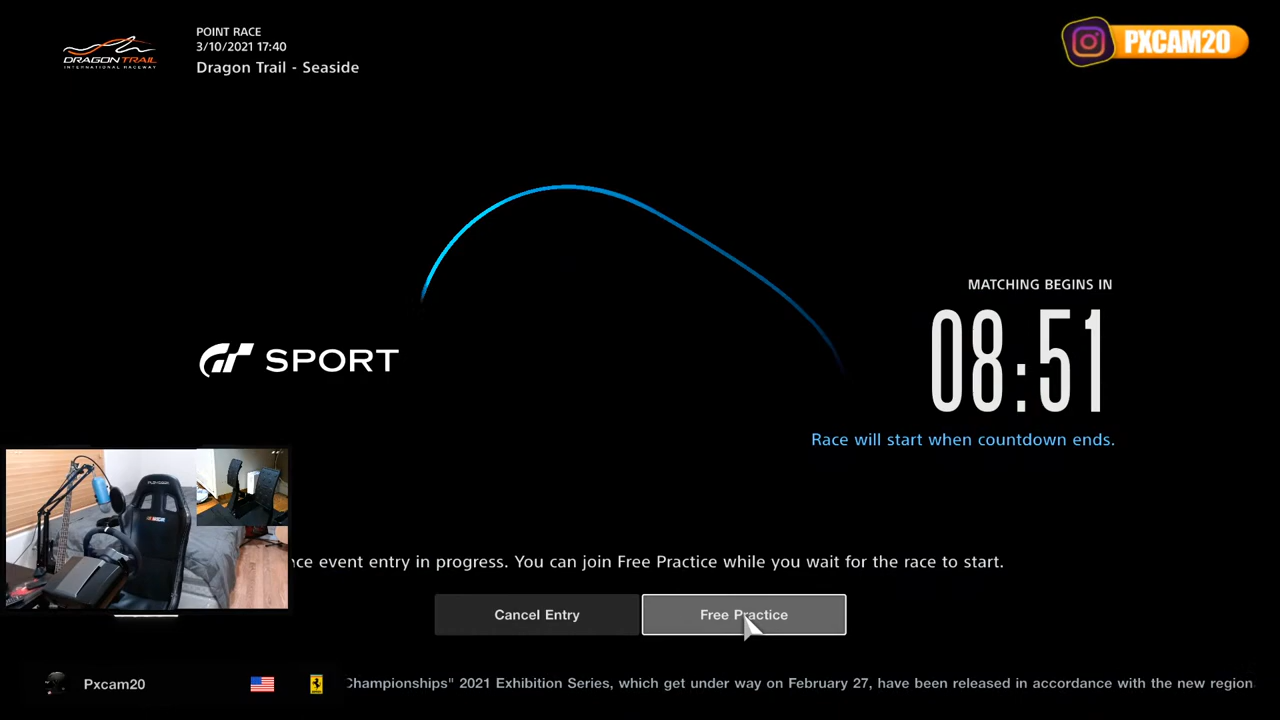 POINT RACE
3/10/2021 17:40
Dragon Trail - Seaside
DRAGON TRAIL
INTERNATIONAL RACEWAY
PXCAM20
MATCHING BEGINS IN
08:51
Race will start when countdown ends.
GT SPORT
nce event entry in progress. You can join Free Practice while you wait for the race to start.
Cancel Entry
Free Practice
Pxcam20
Championships" 2021 Exhibition Series, which get under way on February 27, have been released in accordance with the new region